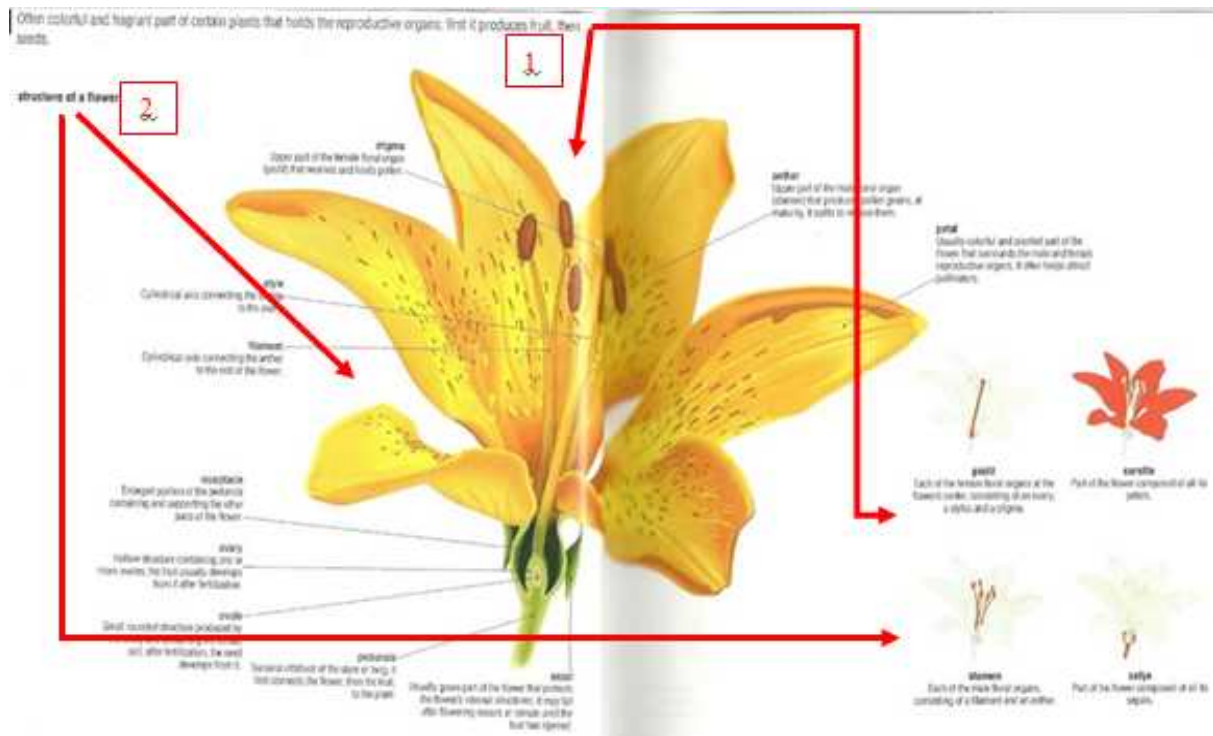 Often colorful and fragrant part of certain plants that holds the reproductive organs; first it produces fruit, then
seeds.
1
structure of a flower
2
stigma
Upper part of the female floral organ
(pistil) that receives and holds pollen.
anther
Upper part of the male floral organ
(stamen) that produces pollen grains; at
maturity, it splits to release them.
petal
Usually colorful and scented part of the
flower that surrounds the male and female
reproductive organs; it often helps attract
pollinators.
style
Cylindrical axis connecting the
to the ovary.
filament
Cylindrical axis connecting the anther
to the rest of the flower.
pistil
Each of the female floral organs at the
flower's center, consisting of an ovary,
a stylus and a stigma.
corolla
Part of the flower composed of all its
petals.
receptacle
Enlarged portion of the peduncle
containing and supporting the other
parts of the flower.
ovary
Hollow structure containing one or
more ovules; the fruit usually develops
from it after fertilization.
ovule
Small rounded structure produced by
after fertilization, the seed
develops from it.
peduncle
Terminal offshoot of the stem or twig; it
first connects the flower, then the fruit,
to the plant.
sepal
Usually green part of the flower that protects
the flower's internal structures; it may fall
after flowering occurs or remain until the
fruit has ripened.
stamen
Each of the male floral organs,
consisting of a filament and an anther.
calyx
Part of the flower composed of all its
sepals.